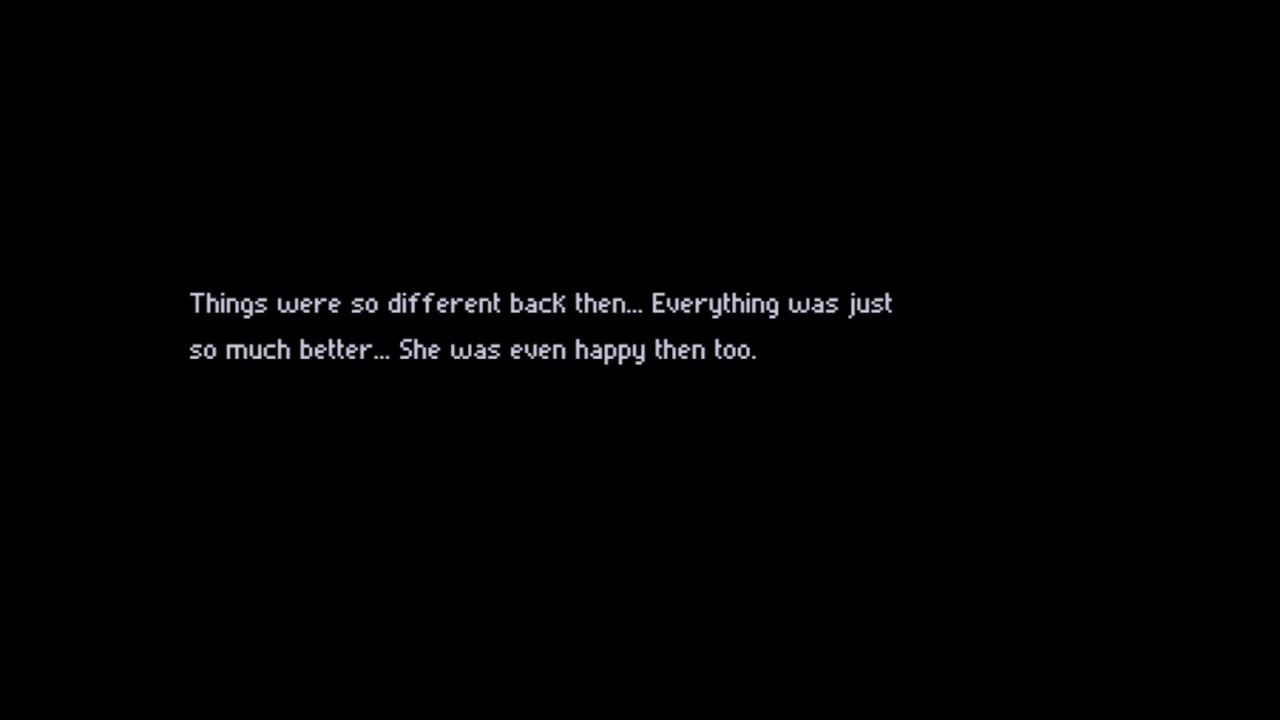 Things were so different back then... Everything was just
so much better... She was even happy then too.